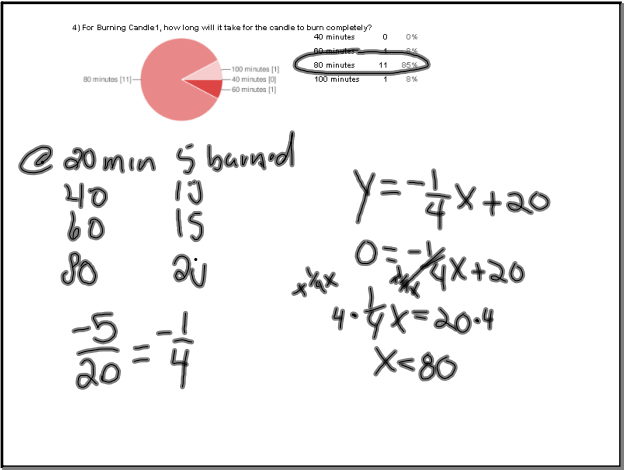 4) For Burning Candle1, how long will it take for the candle to burn completely?
40 minutes 0 0%
60 minutes 1 8%
80 minutes 11 85%
100 minutes 1 8%
100 minutes [1]
80 minutes [11]
40 minutes [0]
60 minutes [1]
@ 20 min 5 burned
40 10
60 15
80 20
-5/20 = -1/4
y = -1/4 x + 20
0 = -1/4 x + 20
4 · 1/4 x = 20 · 4
x < 80